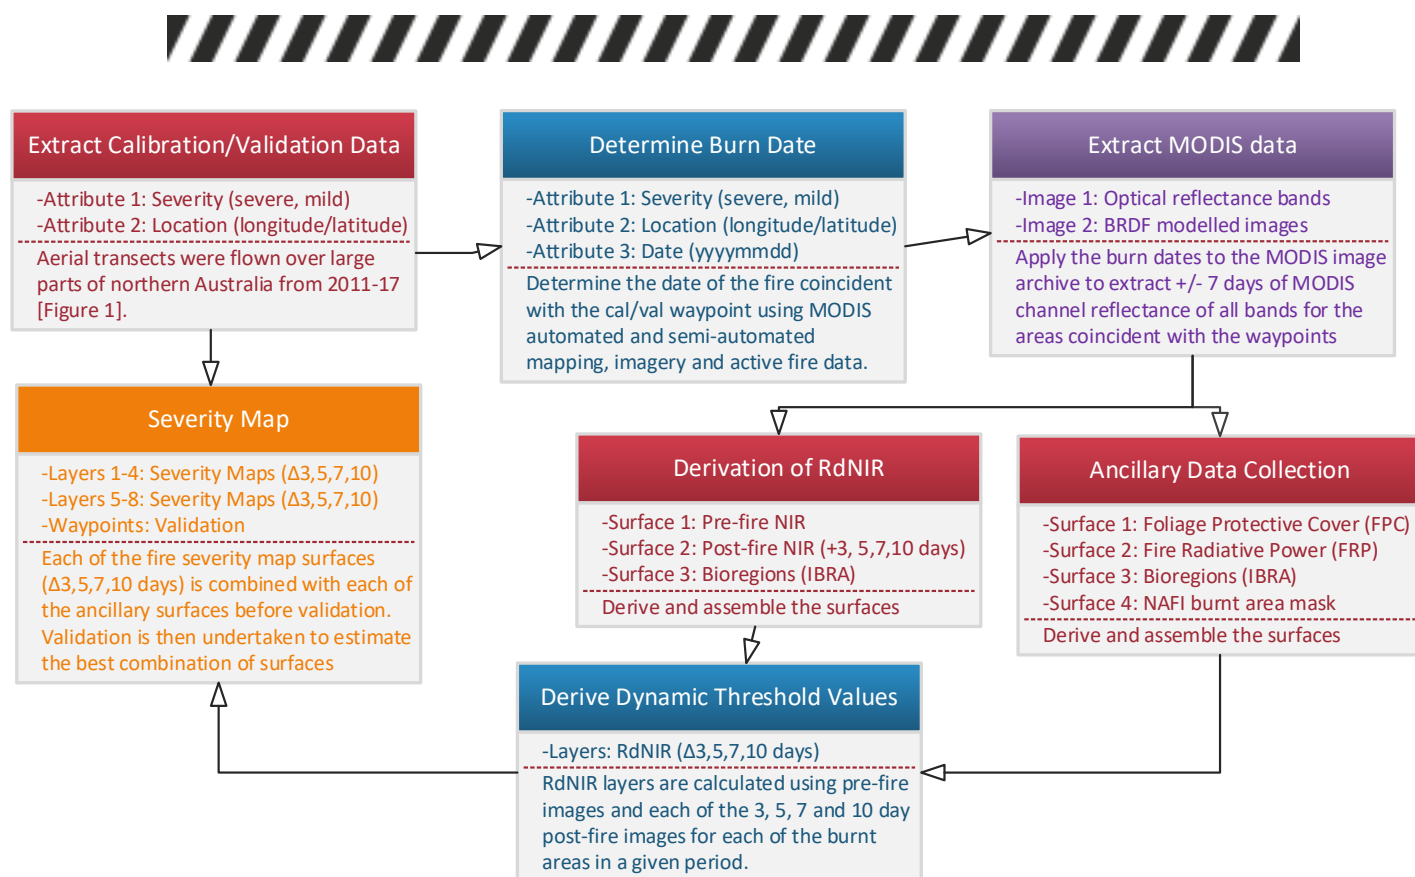 Extract Calibration/Validation Data
-Attribute 1: Severity (severe, mild)
-Attribute 2: Location (longitude/latitude)
Aerial transects were flown over large
parts of northern Australia from 2011-17
[Figure 1].
Determine Burn Date
-Attribute 1: Severity (severe, mild)
-Attribute 2: Location (longitude/latitude)
-Attribute 3: Date (yyyymmdd)
Determine the date of the fire coincident
with the cal/val waypoint using MODIS
automated and semi-automated
mapping, imagery and active fire data.
Extract MODIS data
-Image 1: Optical reflectance bands
-Image 2: BRDF modelled images
Apply the burn dates to the MODIS image
archive to extract +/- 7 days of MODIS
channel reflectance of all bands for the
areas coincident with the waypoints
Severity Map
-Layers 1-4: Severity Maps (Δ3,5,7,10)
-Layers 5-8: Severity Maps (Δ3,5,7,10)
-Waypoints: Validation
Each of the fire severity map surfaces
(Δ3,5,7,10 days) is combined with each of
the ancillary surfaces before validation.
Validation is then undertaken to estimate
the best combination of surfaces
Derivation of RdNIR
-Surface 1: Pre-fire NIR
-Surface 2: Post-fire NIR (+3, 5,7,10 days)
-Surface 3: Bioregions (IBRA)
Derive and assemble the surfaces
Ancillary Data Collection
-Surface 1: Foliage Protective Cover (FPC)
-Surface 2: Fire Radiative Power (FRP)
-Surface 3: Bioregions (IBRA)
-Surface 4: NAFI burnt area mask
Derive and assemble the surfaces
Derive Dynamic Threshold Values
-Layers: RdNIR (Δ3,5,7,10 days)
RdNIR layers are calculated using pre-fire
images and each of the 3, 5, 7 and 10 day
post-fire images for each of the burnt
areas in a given period.